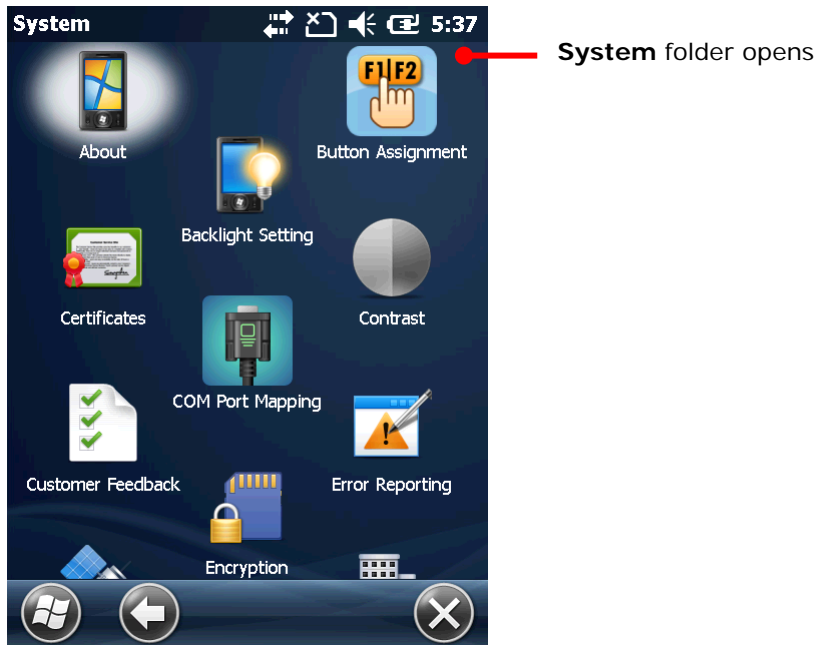 System 5:37
System folder opens
F1 F2
About
Button Assignment
Backlight Setting
Certificates
Contrast
COM Port Mapping
Customer Feedback
Error Reporting
Encryption